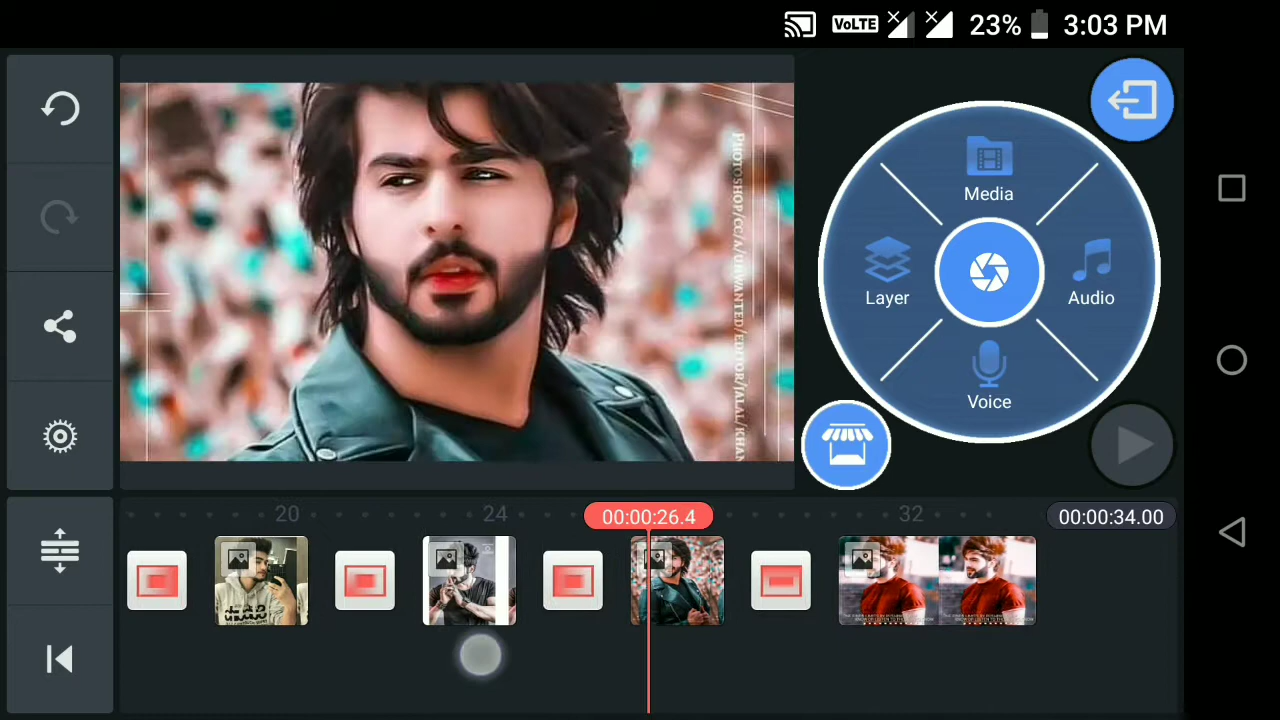 VoLTE 23% 3:03 PM
Media
Layer
Audio
Voice
PHOTOSHOP/CC/A/UNWANTED/EDITOR/JALAL/KHAN
20 24 00:00:26.4 32 00:00:34.00